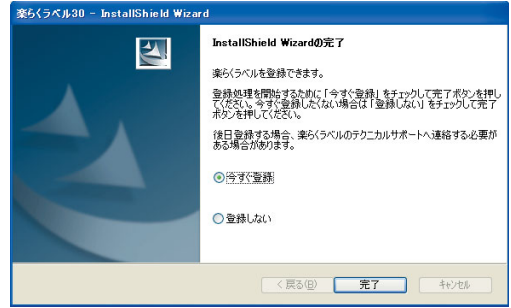 楽らくラベル30 - InstallShield Wizard
InstallShield Wizardの完了
楽らくラベルを登録できます。
登録処理を開始するために「今すぐ登録」をチェックして完了ボタンを押し
てください。今すぐ登録したくない場合は「登録しない」をチェックして完了
ボタンを押してください。
後日登録する場合、楽らくラベルのテクニカルサポートへ連絡する必要が
ある場合があります。
今すぐ登録
登録しない
< 戻る(B)
完了
キャンセル